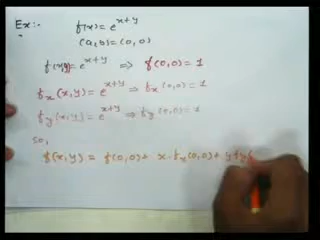 Ex:- f(x)=e^{x+y}
(a,b)=(0,0)
f(x,y)=e^{x+y} ⇒ f(0,0)=1
f_x(x,y)=e^{x+y} ⇒ f_x(0,0)=1
f_y(x,y)=e^{x+y} ⇒ f_y(0,0)=1
so,
f(x,y) = f(0,0)+ x·f_x(0,0)+ y f_y(